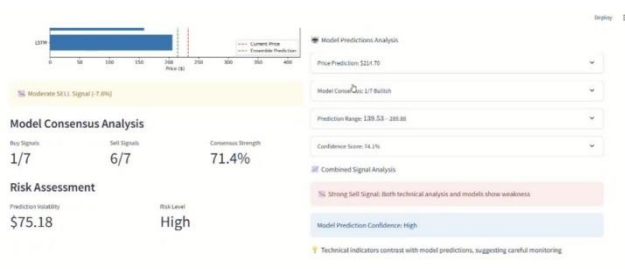 Deploy
LSTM
Current Price
Ensemble Prediction
0 50 100 150 200 250 300 350 400
Price ($)
Moderate SELL Signal (-7.8%)
Model Consensus Analysis
Buy Signals Sell Signals Consensus Strength
1/7 6/7 71.4%
Risk Assessment
Prediction Volatility Risk Level
$75.18 High
Model Predictions Analysis
Price Prediction: $214.70
Model Consensus: 1/7 Bullish
Prediction Range: 139.53 -
Confidence Score: 74.1%
Combined Signal Analysis
Strong Sell Signal: Both technical analysis and models show weakness
Model Prediction Confidence: High
Technical indicators contrast with model predictions, suggesting careful monitoring